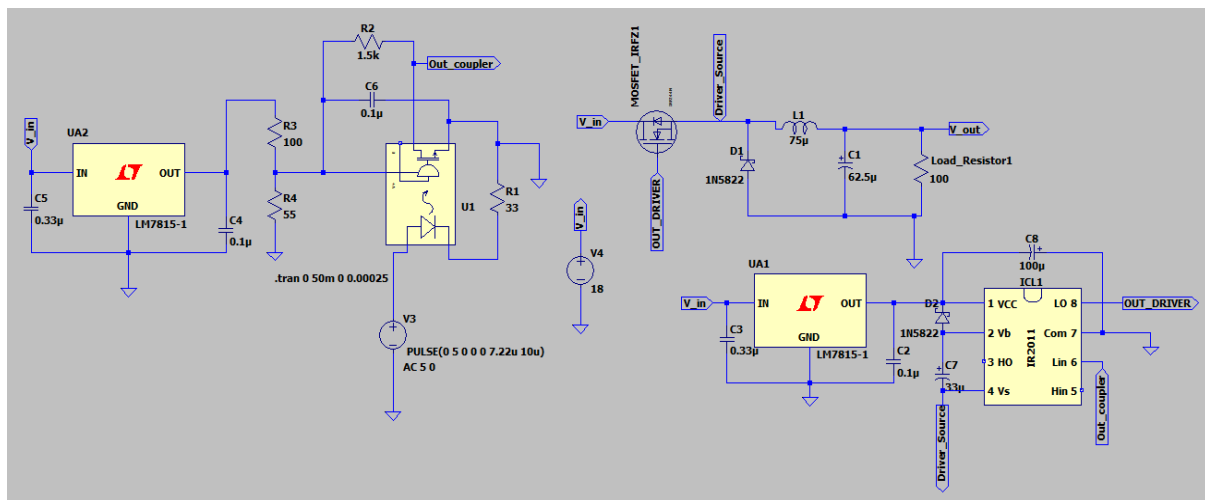 R2
1.5k
Out_coupler
C6
0.1µ
V_in
UA2
IN
OUT
GND
LM7815-1
C5
0.33µ
C4
0.1µ
R3
100
R4
55
U1
R1
33
.tran 0 50m 0 0.00025
V3
PULSE(0 5 0 0 0 7.22u 10u)
AC 5 0
V_in
V4
18
MOSFET_IRFZ1
V_in
OUT_DRIVER
Driver_Source
D1
1N5822
L1
75µ
C1
62.5µ
V_out
Load_Resistor1
100
V_in
UA1
IN
OUT
GND
LM7815-1
C3
0.33µ
C2
0.1µ
D2
1N5822
C7
33µ
Driver_Source
C8
100µ
ICL1
IR2011
1 VCC
2 Vb
3 HO
4 Vs
LO 8
Com 7
Lin 6
Hin 5
OUT_DRIVER
Out_coupler